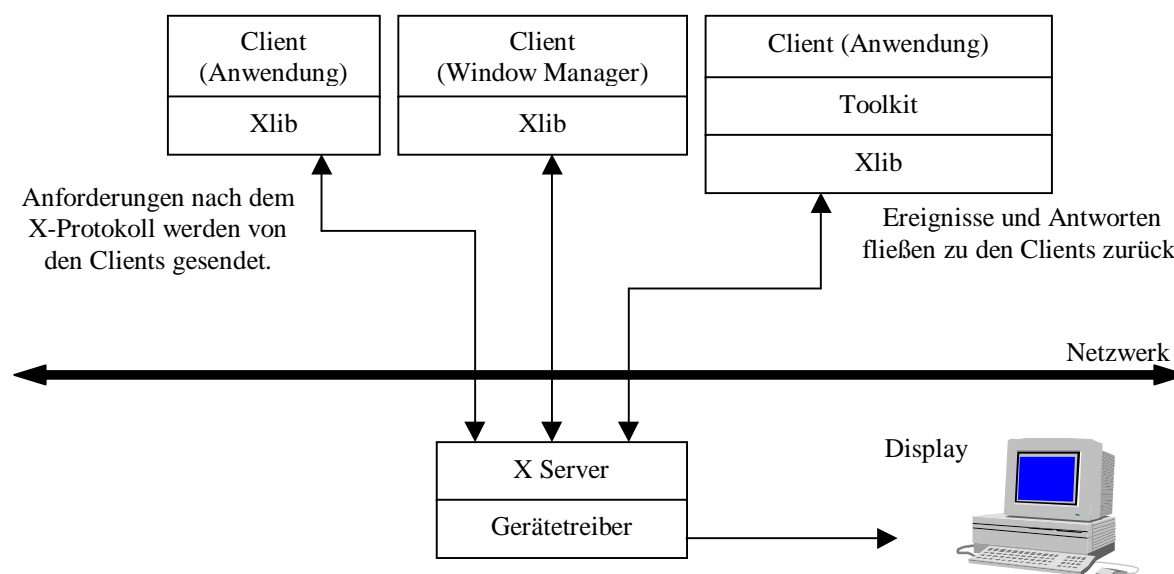 Client
(Anwendung)
Xlib
Client
(Window Manager)
Xlib
Client (Anwendung)
Toolkit
Xlib
Anforderungen nach dem
X-Protokoll werden von
den Clients gesendet.
Ereignisse und Antworten
fließen zu den Clients zurück
Netzwerk
X Server
Gerätetreiber
Display